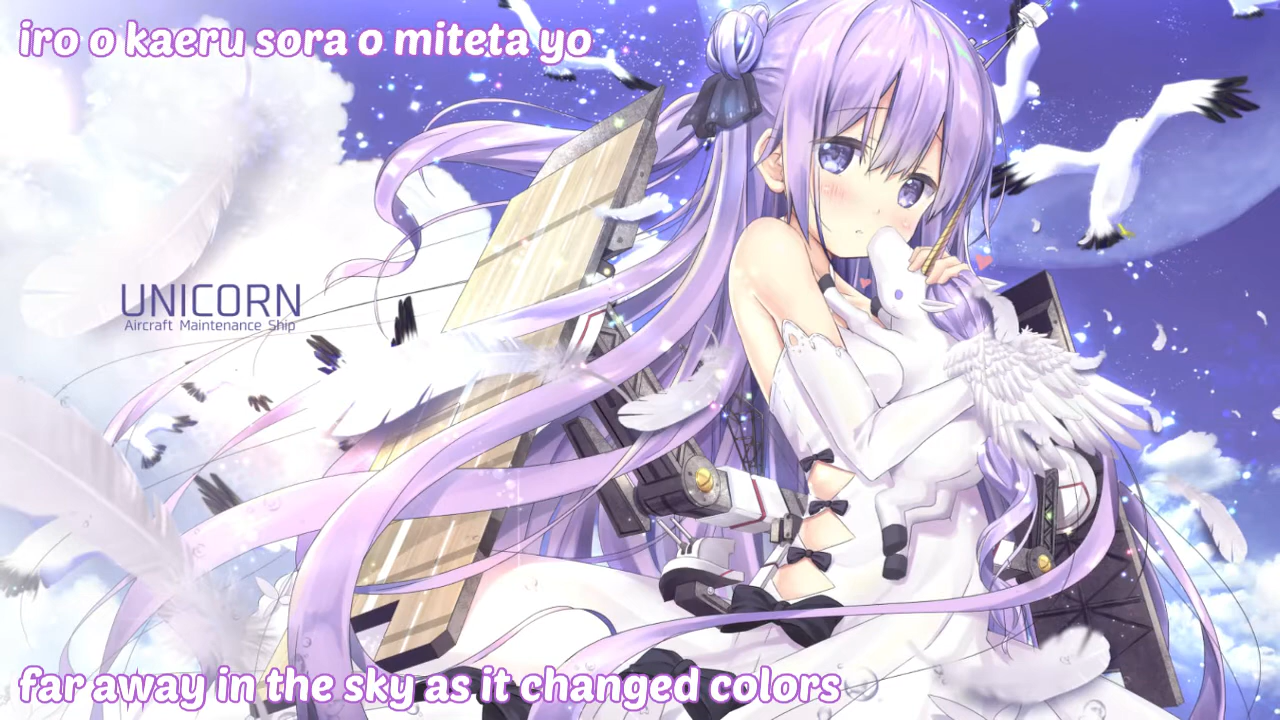 iro o kaeru sora o miteta yo
UNICORN
Aircraft Maintenance Ship
far away in the sky as it changed colors